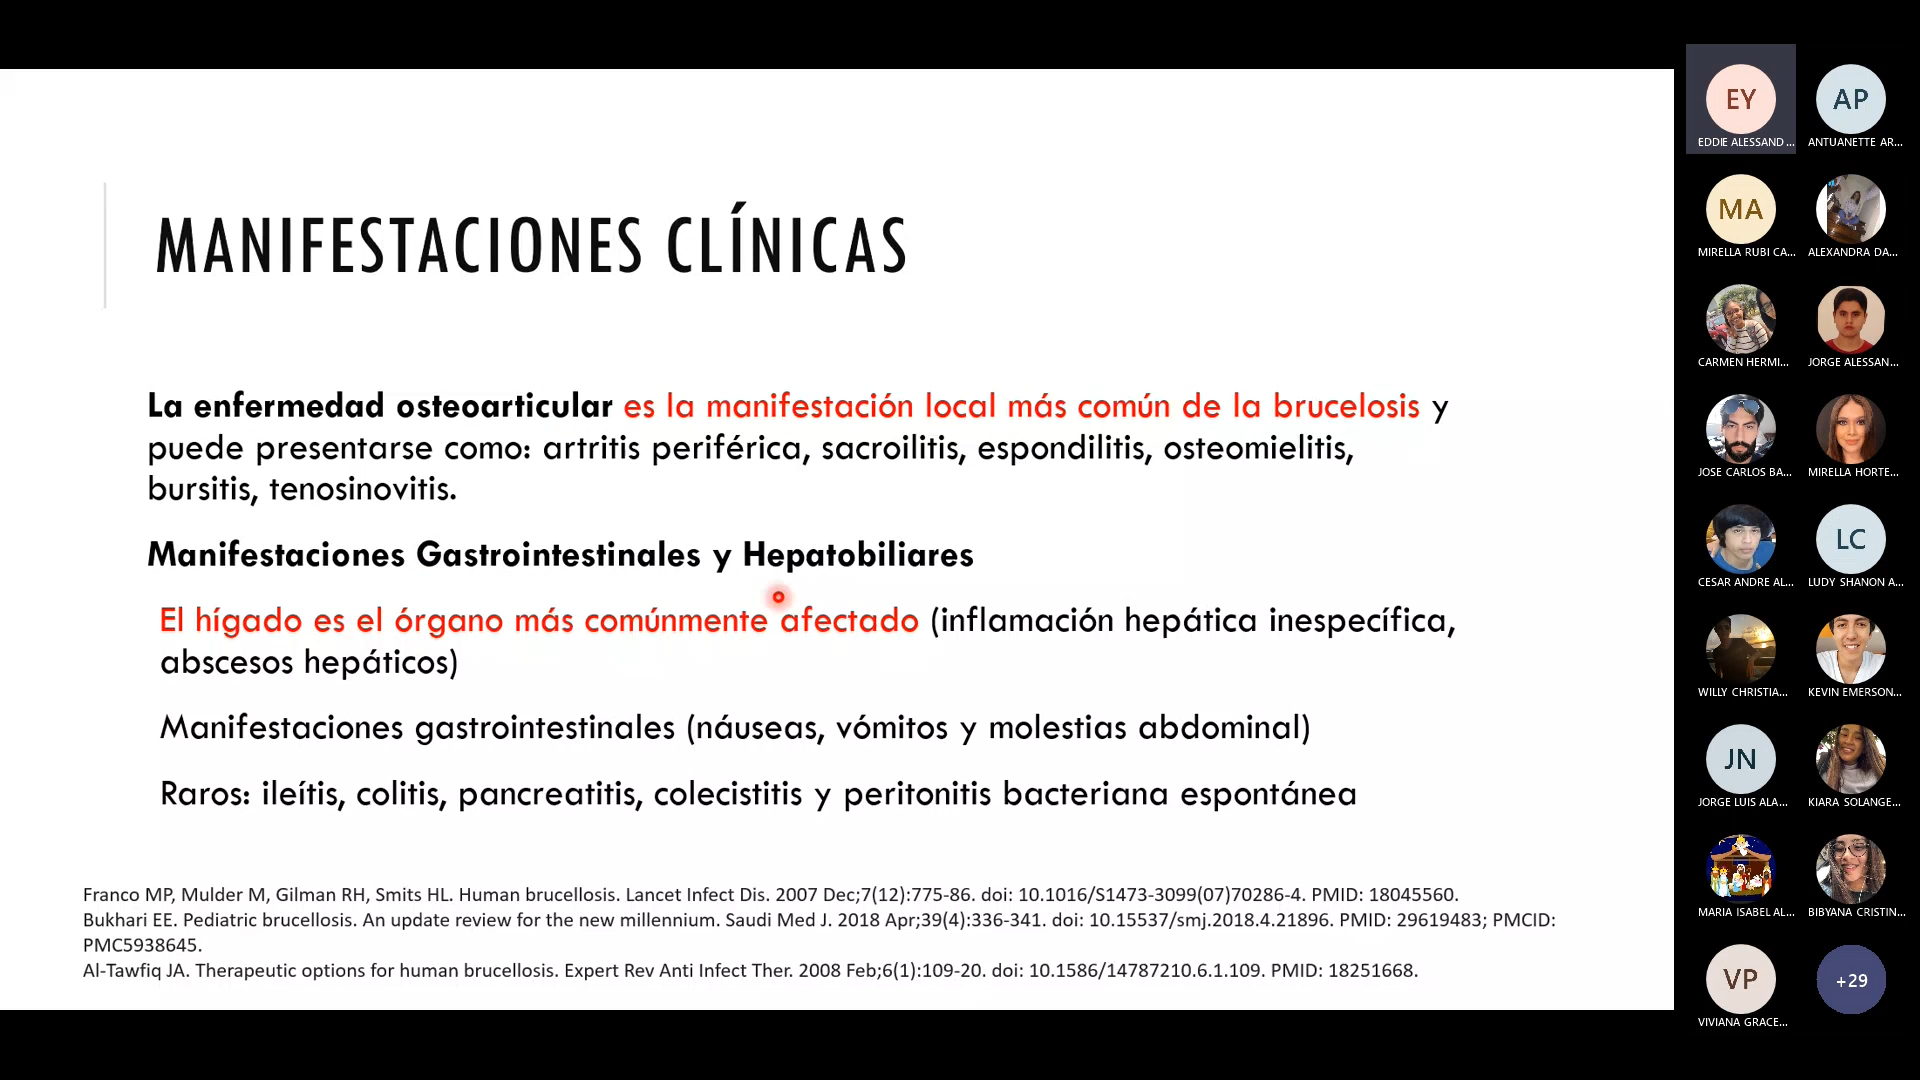 MANIFESTACIONES CLÍNICAS
La enfermedad osteoarticular es la manifestación local más común de la brucelosis y
puede presentarse como: artritis periférica, sacroilitis, espondilitis, osteomielitis,
bursitis, tenosinovitis.
Manifestaciones Gastrointestinales y Hepatobiliares
El hígado es el órgano más comúnmente afectado (inflamación hepática inespecífica,
abscesos hepáticos)
Manifestaciones gastrointestinales (náuseas, vómitos y molestias abdominal)
Raros: ileítis, colitis, pancreatitis, colecistitis y peritonitis bacteriana espontánea
Franco MP, Mulder M, Gilman RH, Smits HL. Human brucellosis. Lancet Infect Dis. 2007 Dec;7(12):775-86. doi: 10.1016/S1473-3099(07)70286-4. PMID: 18045560.
Bukhari EE. Pediatric brucellosis. An update review for the new millennium. Saudi Med J. 2018 Apr;39(4):336-341. doi: 10.15537/smj.2018.4.21896. PMID: 29619483; PMCID:
PMC5938645.
Al-Tawfiq JA. Therapeutic options for human brucellosis. Expert Rev Anti Infect Ther. 2008 Feb;6(1):109-20. doi: 10.1586/14787210.6.1.109. PMID: 18251668.
EY AP
EDDIE ALESSAND... ANTUANETTE AR...
MA
MIRELLA RUBI CA... ALEXANDRA DA...
CARMEN HERMI... JORGE ALESSAN...
JOSE CARLOS BA... MIRELLA HORTE...
LC
CESAR ANDRE AL... LUDY SHANON A...
WILLY CHRISTIA... KEVIN EMERSON...
JN
JORGE LUIS ALA... KIARA SOLANGE...
MARIA ISABEL AL... BIBYANA CRISTIN...
VP +29
VIVIANA GRACE...